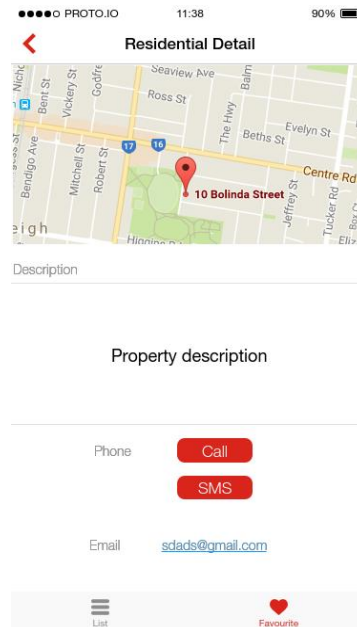 PROTO.IO 11:38 90%
Residential Detail
Seaview Ave
Ross St
Bent St
Vickery St
Godfre
Balm
The Hwy
Beths St
Evelyn St
17
16
Bendigo Ave
Mitchell St
Robert St
Centre Rd
10 Bolinda Street
Jeffrey St
Tucker Rd
eigh
Description
Property description
Phone Call
SMS
Email sdads@gmail.com
List Favourite